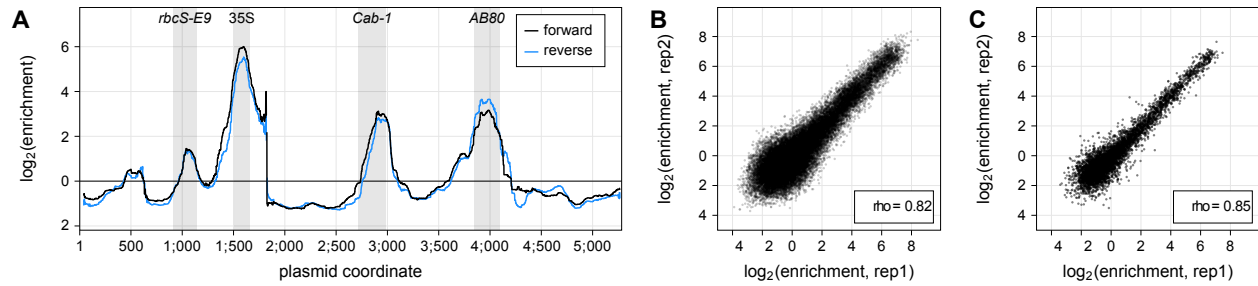 A
rbcS-E9
35S
Cab-1
AB80
forward
reverse
log2(enrichment)
6
4
2
0
2
1
500
1;000
1;500
2;000
2;500
3;000
3;500
4;000
4;500
5;000
plasmid coordinate
B
log2(enrichment, rep2)
8
6
4
2
0
2
4
rho= 0.82
4
2
0
2
4
6
8
log2(enrichment, rep1)
C
log2(enrichment, rep2)
8
6
4
2
0
2
4
rho= 0.85
4
2
0
2
4
6
8
log2(enrichment, rep1)